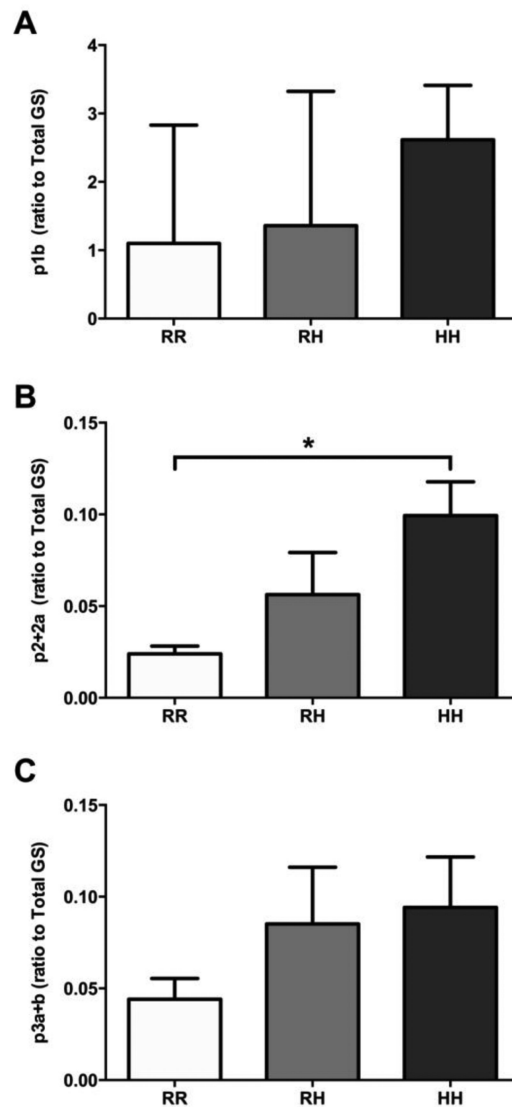 A
p1b (ratio to Total GS)
4
3
2
1
0
RR RH HH
B
p2+2a (ratio to Total GS)
0.15
0.10
0.05
0.00
*
RR RH HH
C
p3a+b (ratio to Total GS)
0.15
0.10
0.05
0.00
RR RH HH